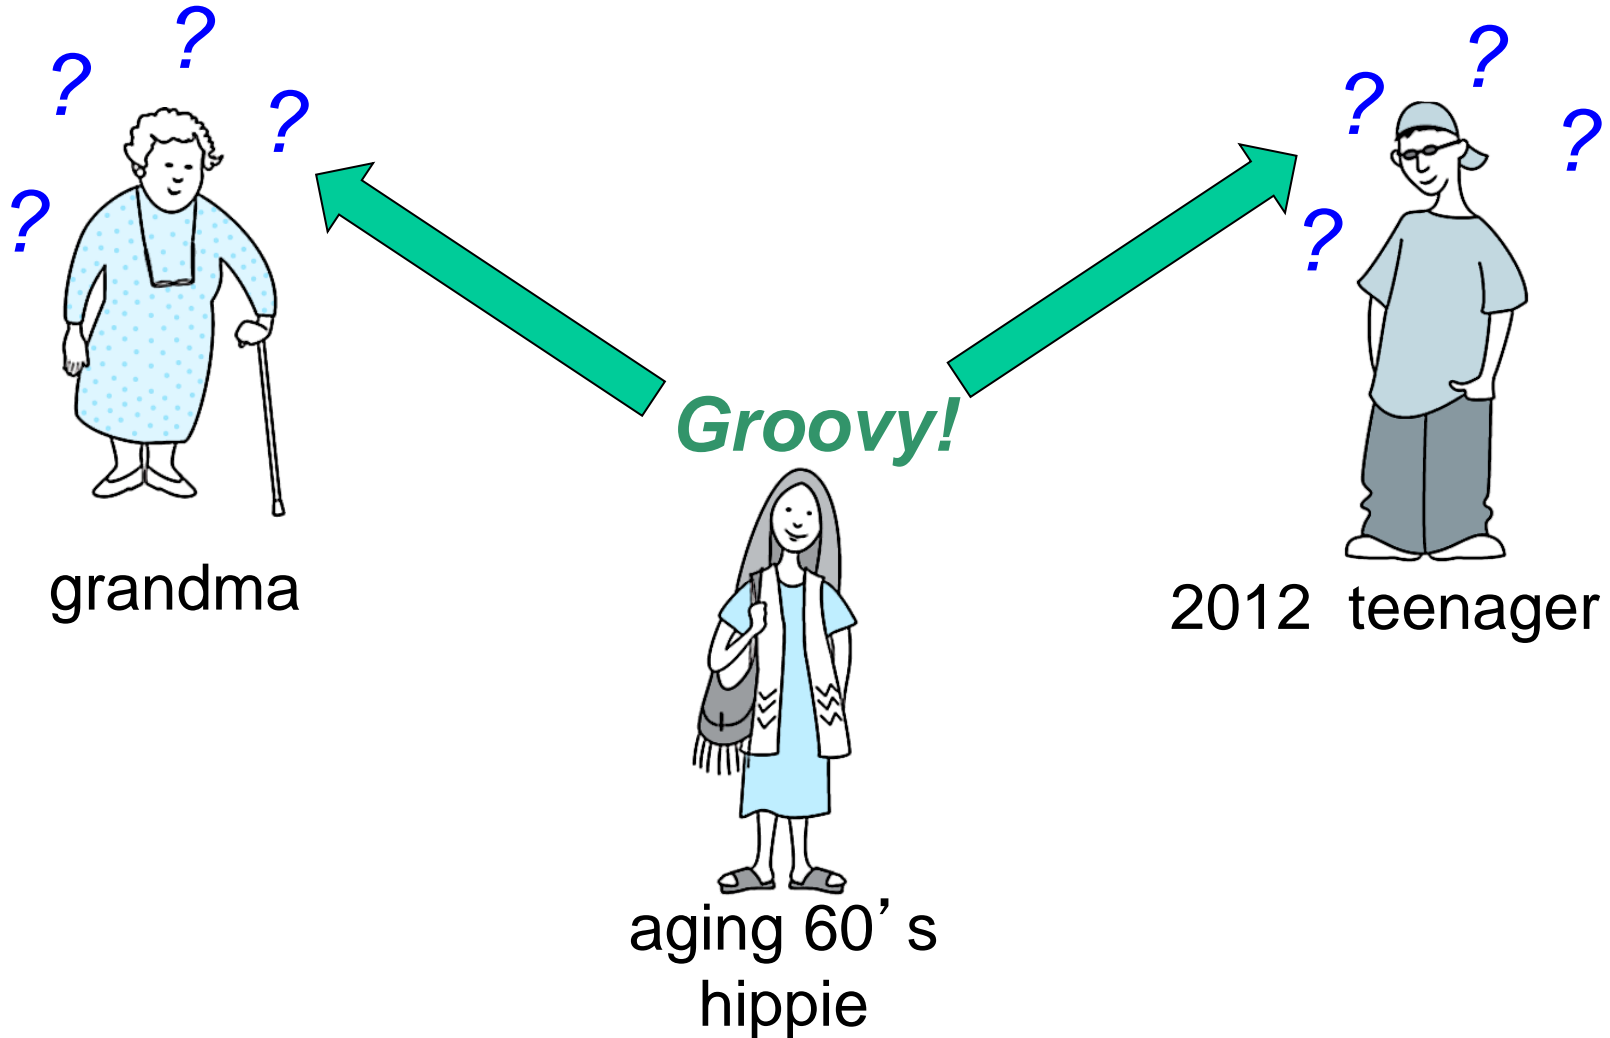 ? ? ? ?
? ? ? ?
Groovy!
grandma
2012 teenager
aging 60’s
hippie